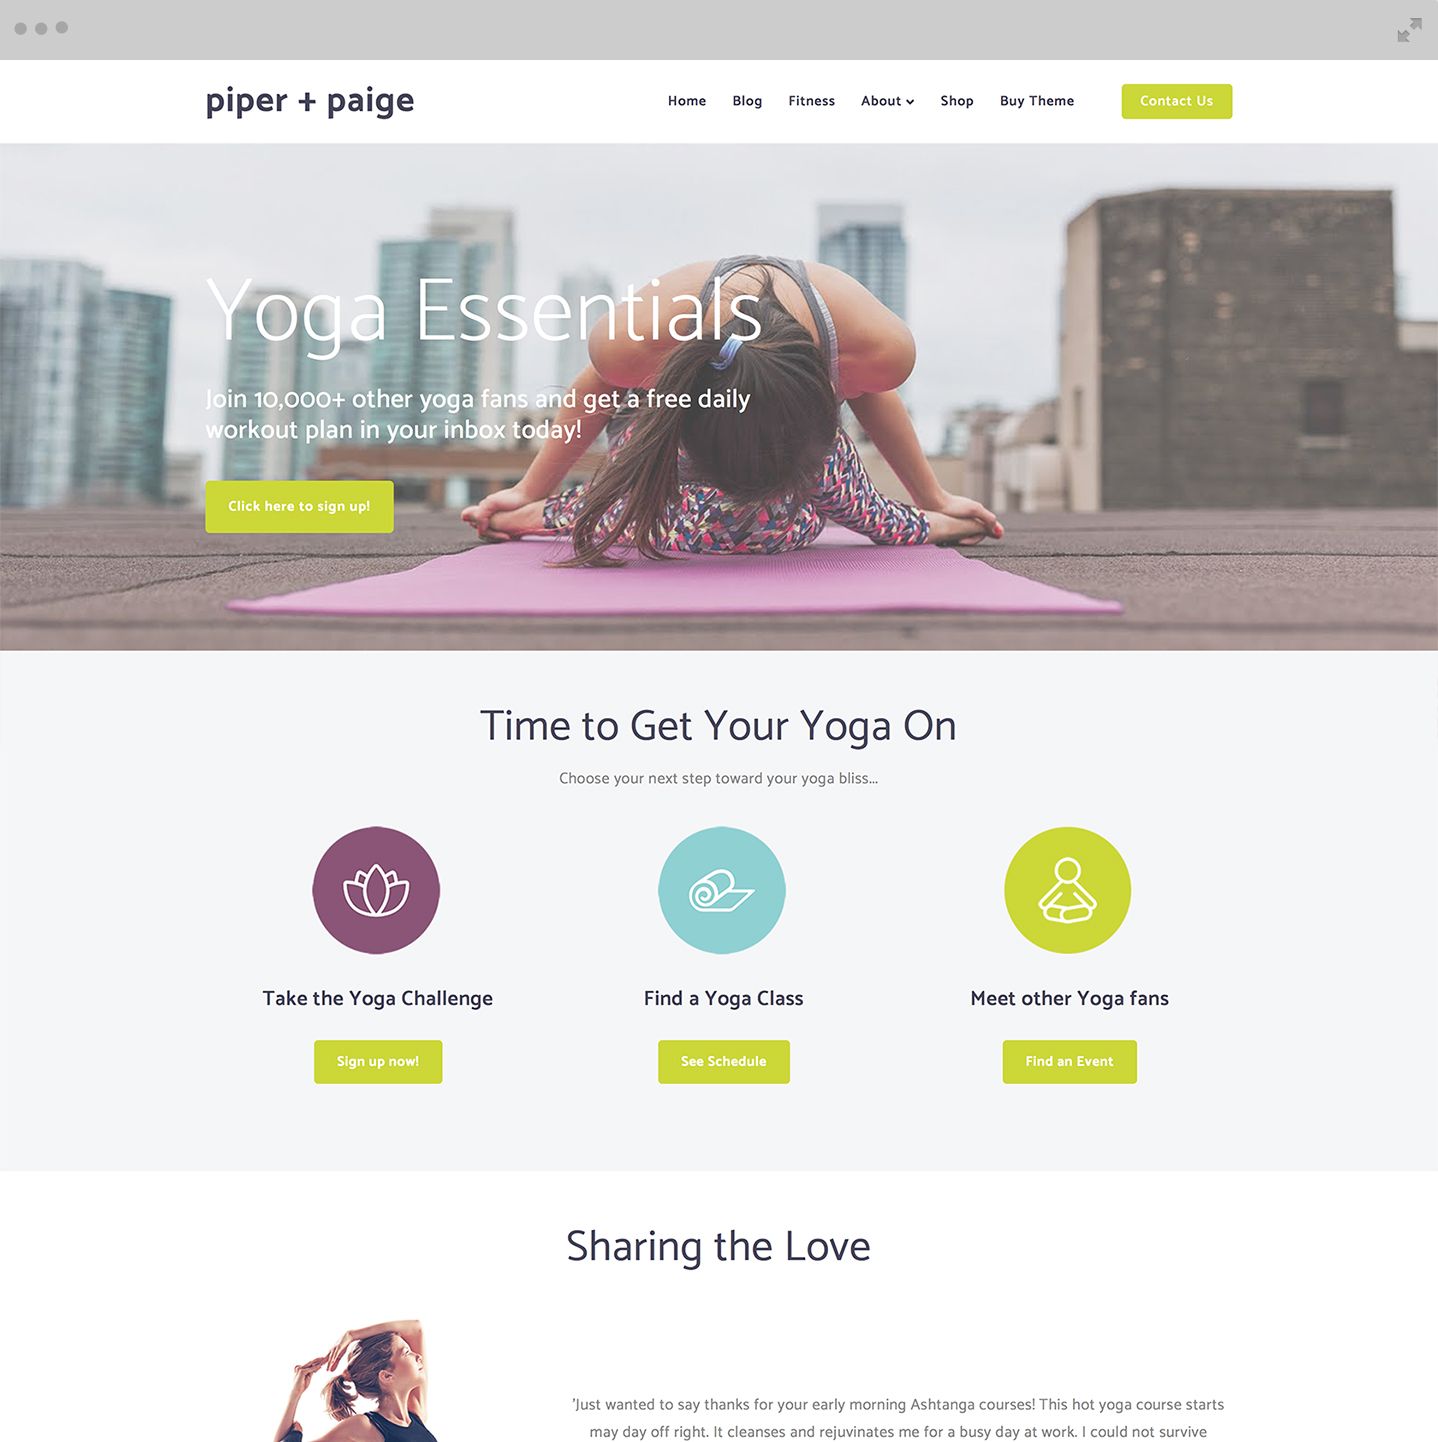 piper + paige
Home Blog Fitness About Shop Buy Theme Contact Us
Yoga Essentials
Join 10,000+ other yoga fans and get a free daily
workout plan in your inbox today!
Click here to sign up!
Time to Get Your Yoga On
Choose your next step toward your yoga bliss...
Take the Yoga Challenge
Find a Yoga Class
Meet other Yoga fans
Sign up now!
See Schedule
Find an Event
Sharing the Love
"Just wanted to say thanks for your early morning Ashtanga courses! This hot yoga course starts
may day off right. It cleanses and rejuvinates me for a busy day at work. I could not survive